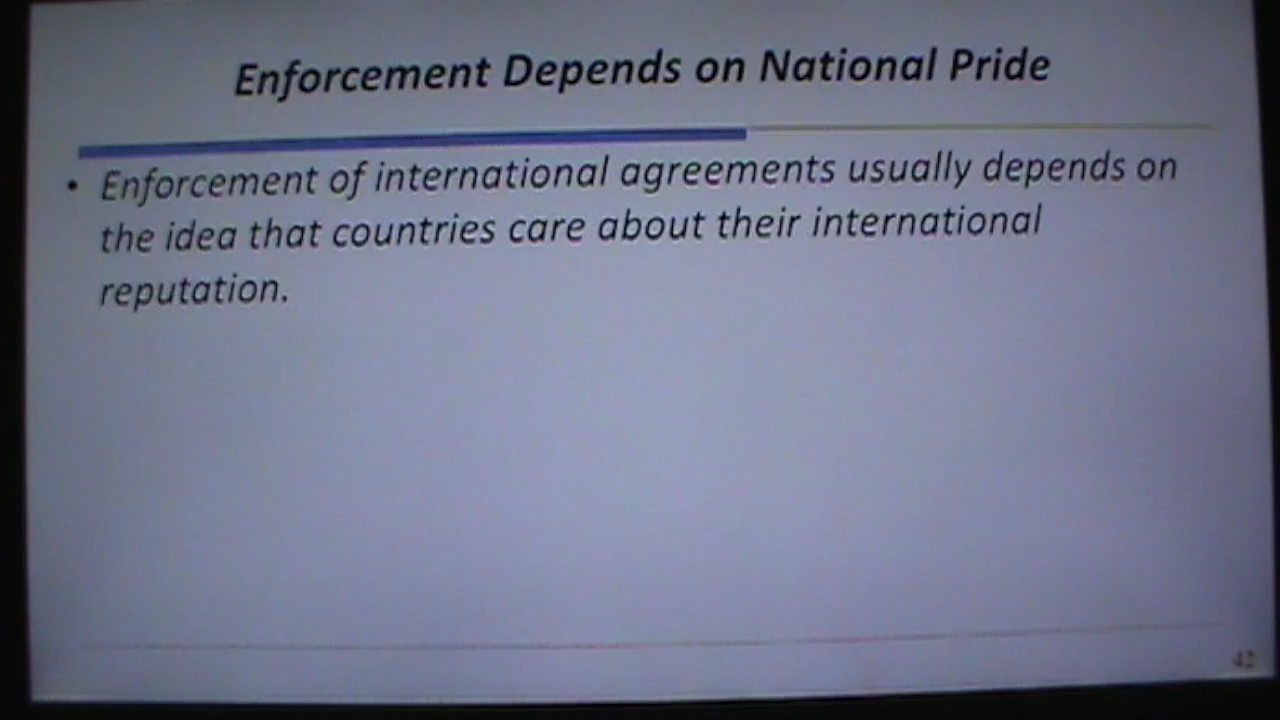 Enforcement Depends on National Pride
• Enforcement of international agreements usually depends on
the idea that countries care about their international
reputation.
42